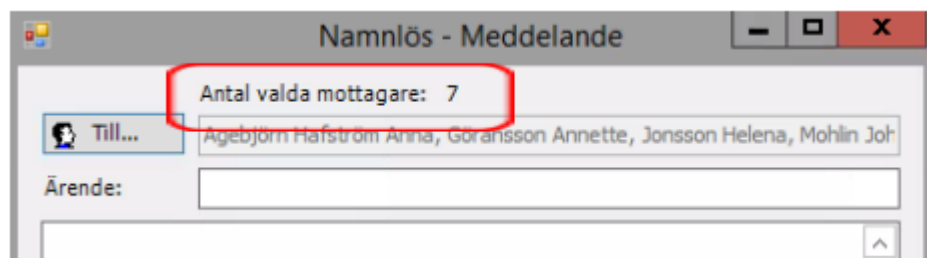 Namnlös - Meddelande
Antal valda mottagare: 7
Till... Agebjörn Hafström Anna, Göransson Annette, Jonsson Helena, Mohlin Joh
Ärende: